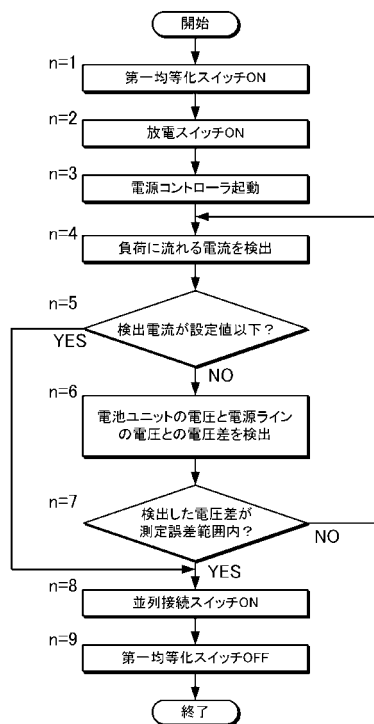 開始
n=1
第一均等化スイッチON
n=2
放電スイッチON
n=3
電源コントローラ起動
n=4
負荷に流れる電流を検出
n=5
検出電流が設定値以下？
YES
NO
n=6
電池ユニットの電圧と電源ライン
の電圧との電圧差を検出
n=7
検出した電圧差が
測定誤差範囲内？
NO
YES
n=8
並列接続スイッチON
n=9
第一均等化スイッチOFF
終了